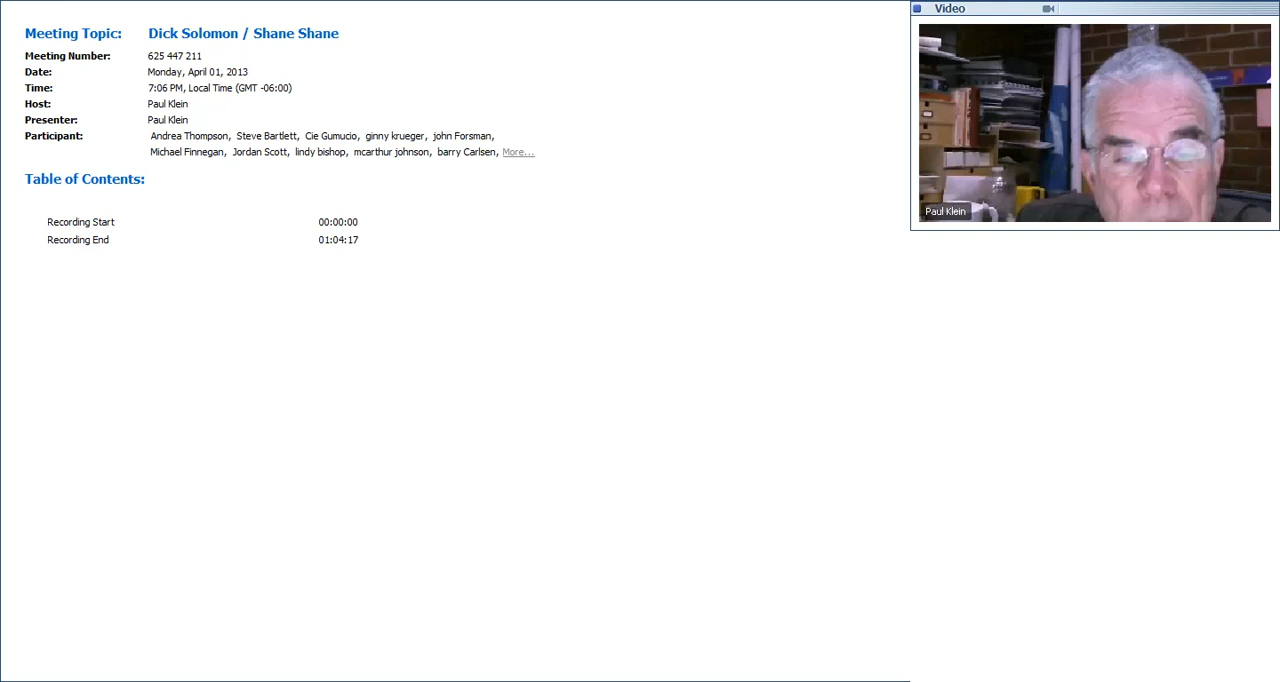 Meeting Topic: Dick Solomon / Shane Shane
Meeting Number: 625 447 211
Date: Monday, April 01, 2013
Time: 7:06 PM, Local Time (GMT -06:00)
Host: Paul Klein
Presenter: Paul Klein
Participant: Andrea Thompson, Steve Bartlett, Cie Gumucio, ginny krueger, john Forsman,
Michael Finnegan, Jordan Scott, lindy bishop, mcarthur johnson, barry Carlsen, More...
Table of Contents:
Recording Start 00:00:00
Recording End 01:04:17
Video
Paul Klein